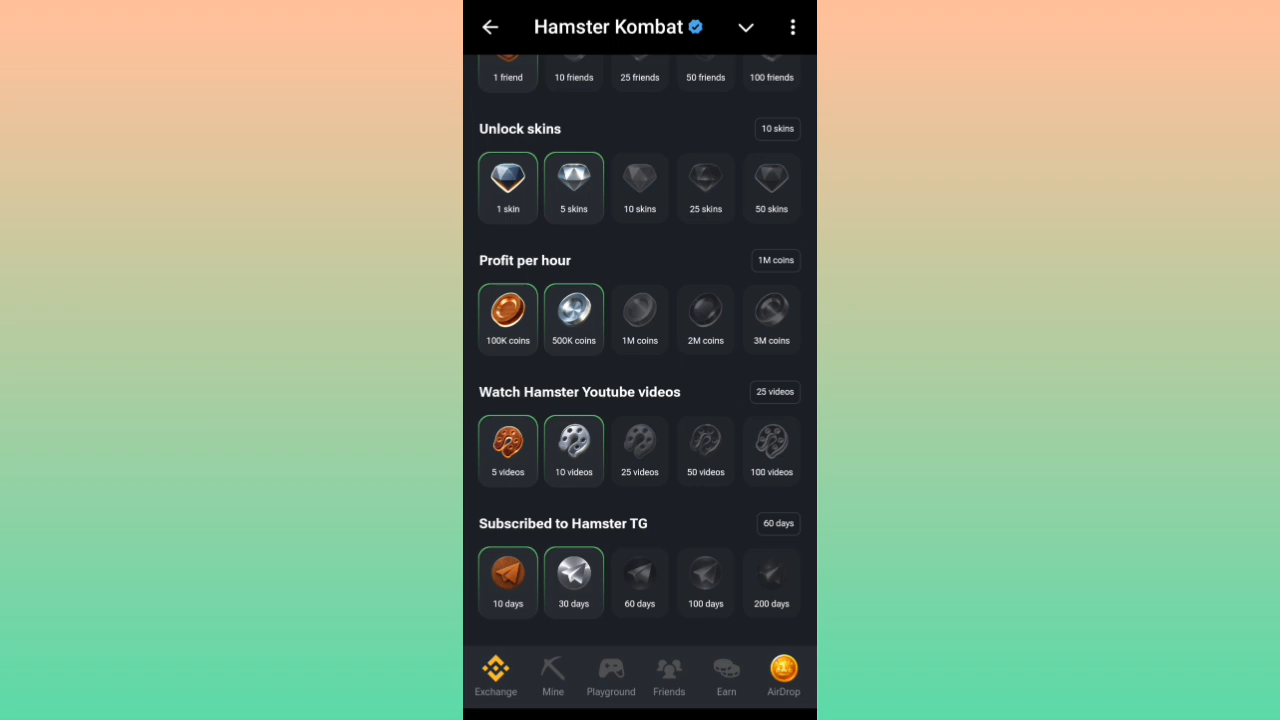 Hamster Kombat
1 friend 10 friends 25 friends 50 friends 100 friends
Unlock skins 10 skins
1 skin 5 skins 10 skins 25 skins 50 skins
Profit per hour 1M coins
100K coins 500K coins 1M coins 2M coins 3M coins
Watch Hamster Youtube videos 25 videos
5 videos 10 videos 25 videos 50 videos 100 videos
Subscribed to Hamster TG 60 days
10 days 30 days 60 days 100 days 200 days
Exchange Mine Playground Friends Earn AirDrop